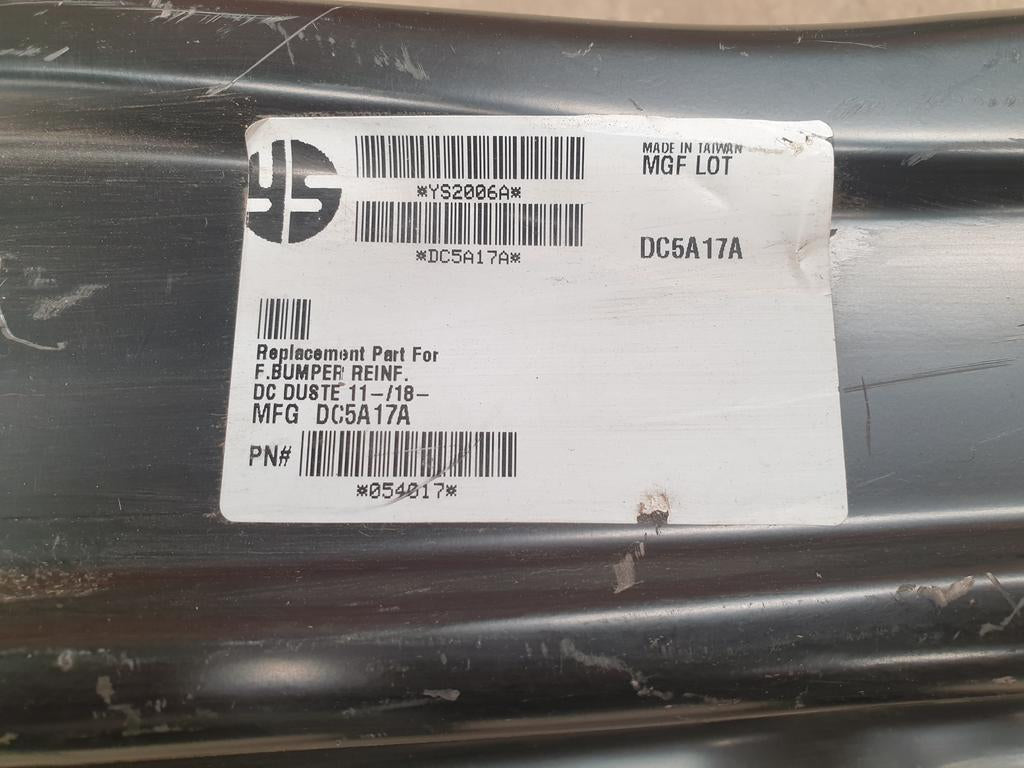 YS
*YS2006A*
*DC5A17A*
MADE IN TAIWAN
MGF LOT
DC5A17A
Replacement Part For
F.BUMPER REINF.
DC DUSTE 11-/18-
MFG DC5A17A
PN#
*054017*